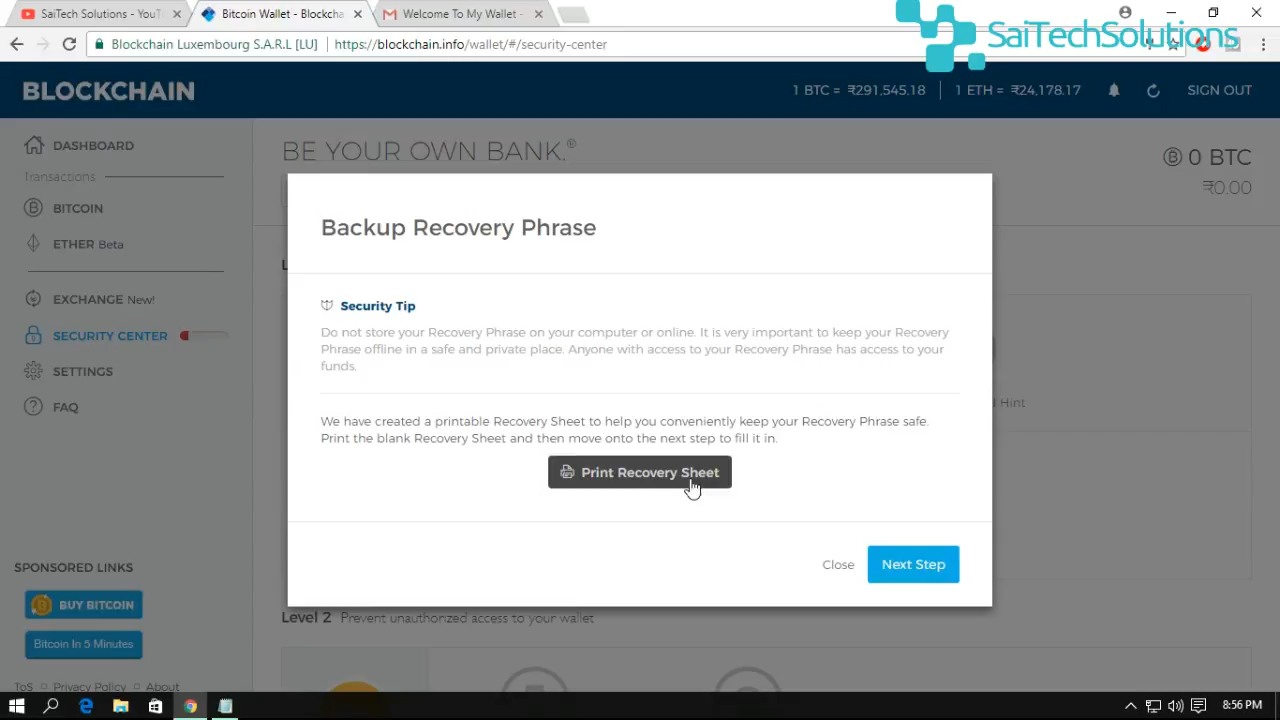 SaiTech Solutions - YouT
Bitcoin Wallet - Blockcha
Welcome To My Wallet -
SaiTechSolutions
Blockchain Luxembourg S.A.R.L [LU]
https://blockchain.info/wallet/#/security-center
BLOCKCHAIN
1 BTC = ₹291,545.18
1 ETH = ₹24,178.17
SIGN OUT
DASHBOARD
Transactions
BITCOIN
ETHER Beta
EXCHANGE New!
SECURITY CENTER
SETTINGS
FAQ
SPONSORED LINKS
BUY BITCOIN
Bitcoin In 5 Minutes
ToS
Privacy Policy
About
BE YOUR OWN BANK.®
0 BTC
₹0.00
Backup Recovery Phrase
Security Tip
Do not store your Recovery Phrase on your computer or online. It is very important to keep your Recovery
Phrase offline in a safe and private place. Anyone with access to your Recovery Phrase has access to your
funds.
We have created a printable Recovery Sheet to help you conveniently keep your Recovery Phrase safe.
Print the blank Recovery Sheet and then move onto the next step to fill it in.
Print Recovery Sheet
Close
Next Step
Hint
Level 2 Prevent unauthorized access to your wallet
8:56 PM